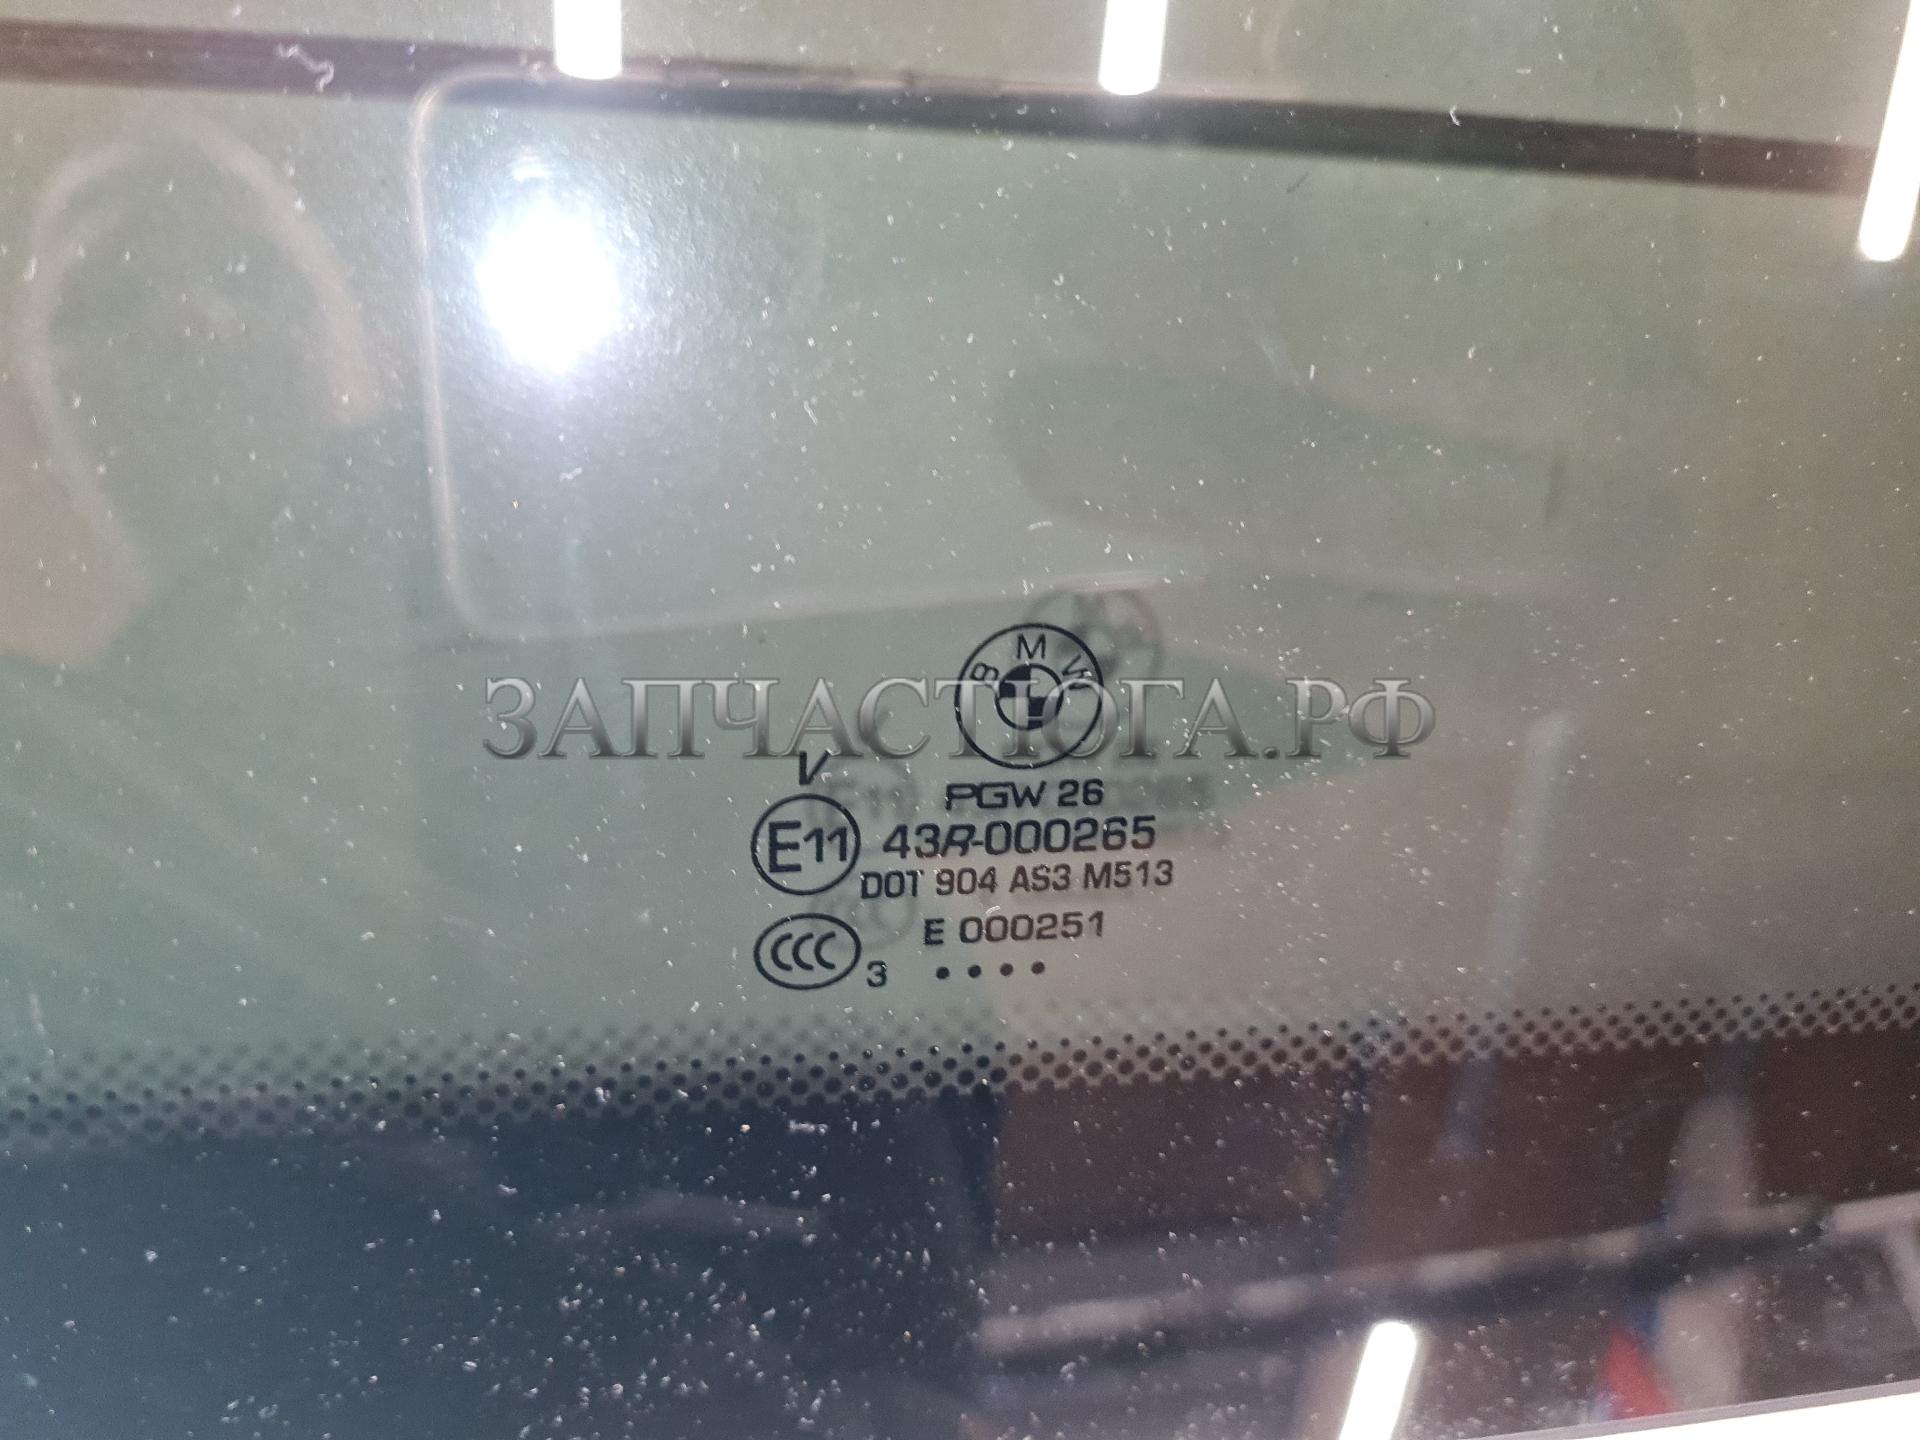 BMW
ЗАПЧАСТЮГА.РФ
V
PGW 26
E11 43R-000265
DOT 904 AS3 M513
CCC E 000251
3 ••••